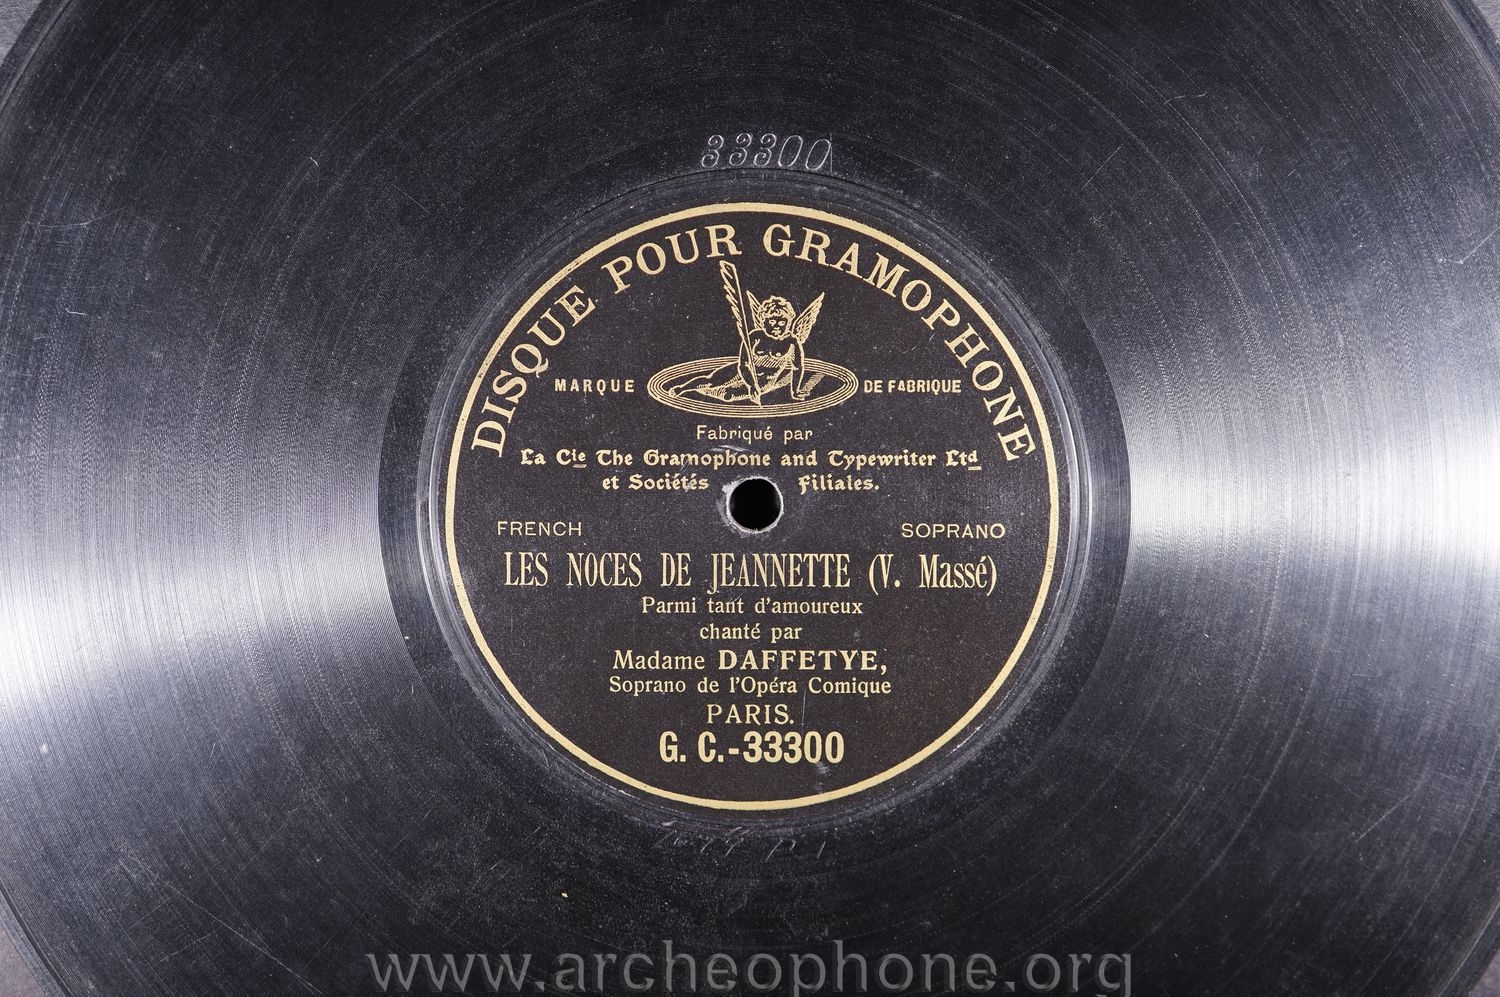 33300
DISQUE POUR GRAMOPHONE
MARQUE DE FABRIQUE
Fabriqué par
La Cie The Gramophone and Typewriter Ltd
et Sociétés Filiales.
FRENCH SOPRANO
LES NOCES DE JEANNETTE (V. Massé)
Parmi tant d'amoureux
chanté par
Madame DAFFETYE,
Soprano de l'Opéra Comique
PARIS.
G. C.-33300
www.archeophone.org